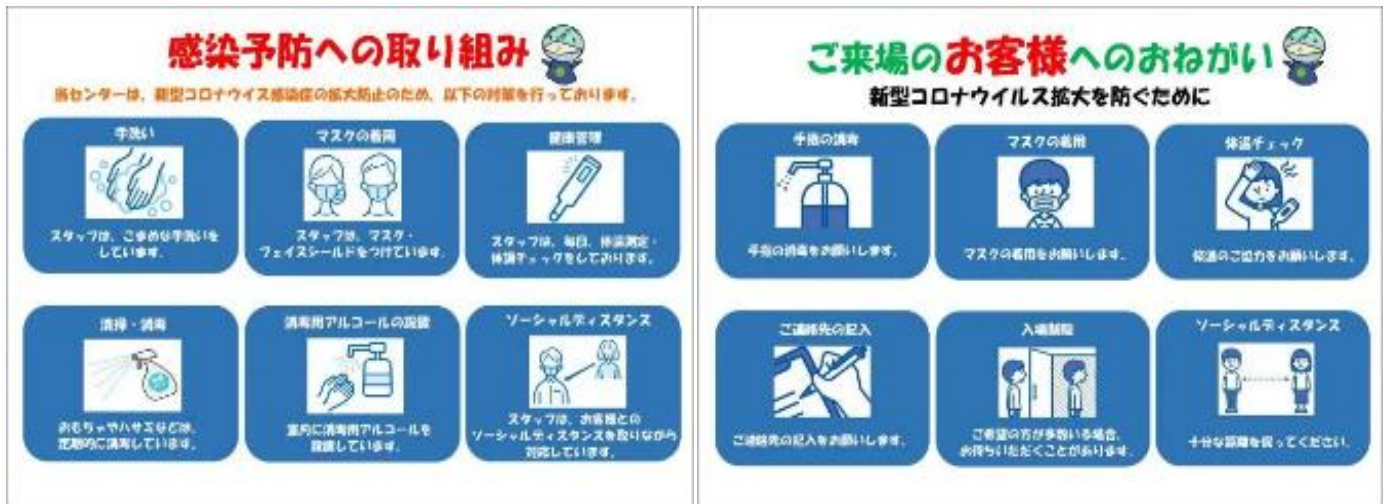 感染予防への取り組み
当センターは、新型コロナウイス感染症の拡大防止のため、以下の対策を行っております。
手洗い
スタッフは、こまめな手洗いを
しています。
マスクの着用
スタッフは、マスク・
フェイスシールドをつけています。
健康管理
スタッフは、毎日、体温測定・
体調チェックをしております。
清掃・消毒
おもちゃやハサミなどは、
定期的に消毒しています。
消毒用アルコールの設置
室内に消毒用アルコールを
設置しています。
ソーシャルディスタンス
スタッフは、お客様との
ソーシャルディスタンスを取りながら
対応しています。
ご来場のお客様へのおねがい
新型コロナウイルス拡大を防ぐために
手指の消毒
手指の消毒をお願いします。
マスクの着用
マスクの着用をお願いします。
体温チェック
検温のご協力をお願いします。
ご連絡先の記入
ご連絡先の記入をお願いします。
入場制限
ご希望の方が多数いる場合、
お待ちいただくことがあります。
ソーシャルディスタンス
十分な距離を保ってください。